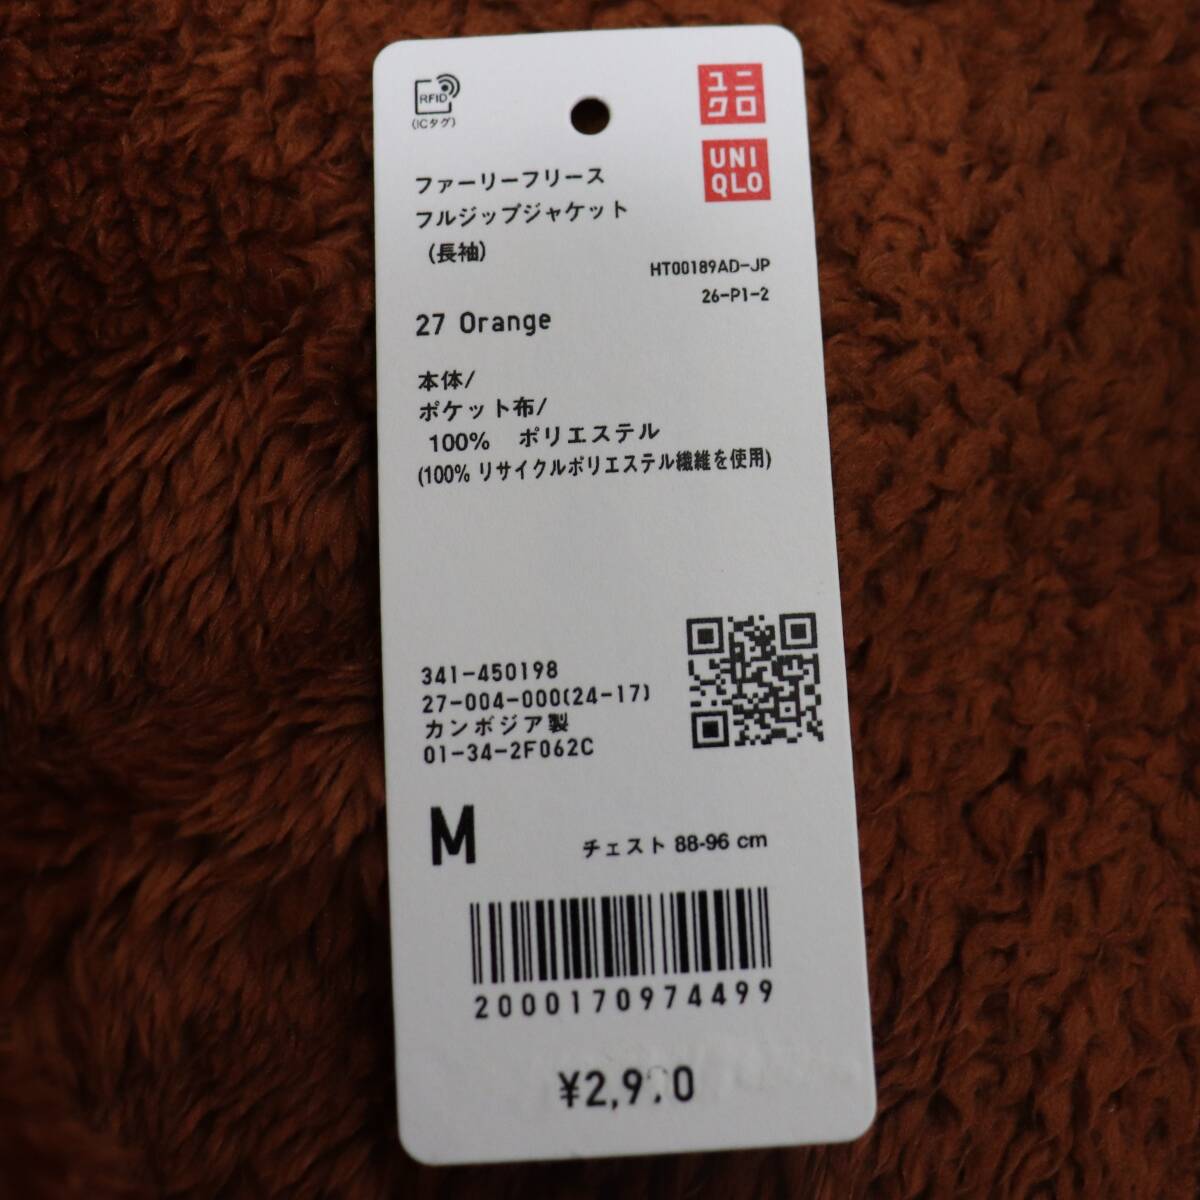 RFID
(ICタグ)
ユニ
クロ
UNI
QLO
ファーリーフリース
フルジップジャケット
(長袖)
HT00189AD-JP
26-P1-2
27 Orange
本体/
ポケット布/
100% ポリエステル
(100% リサイクルポリエステル繊維を使用)
341-450198
27-004-000(24-17)
カンボジア製
01-34-2F062C
M
チェスト 88-96 cm
2000170974499